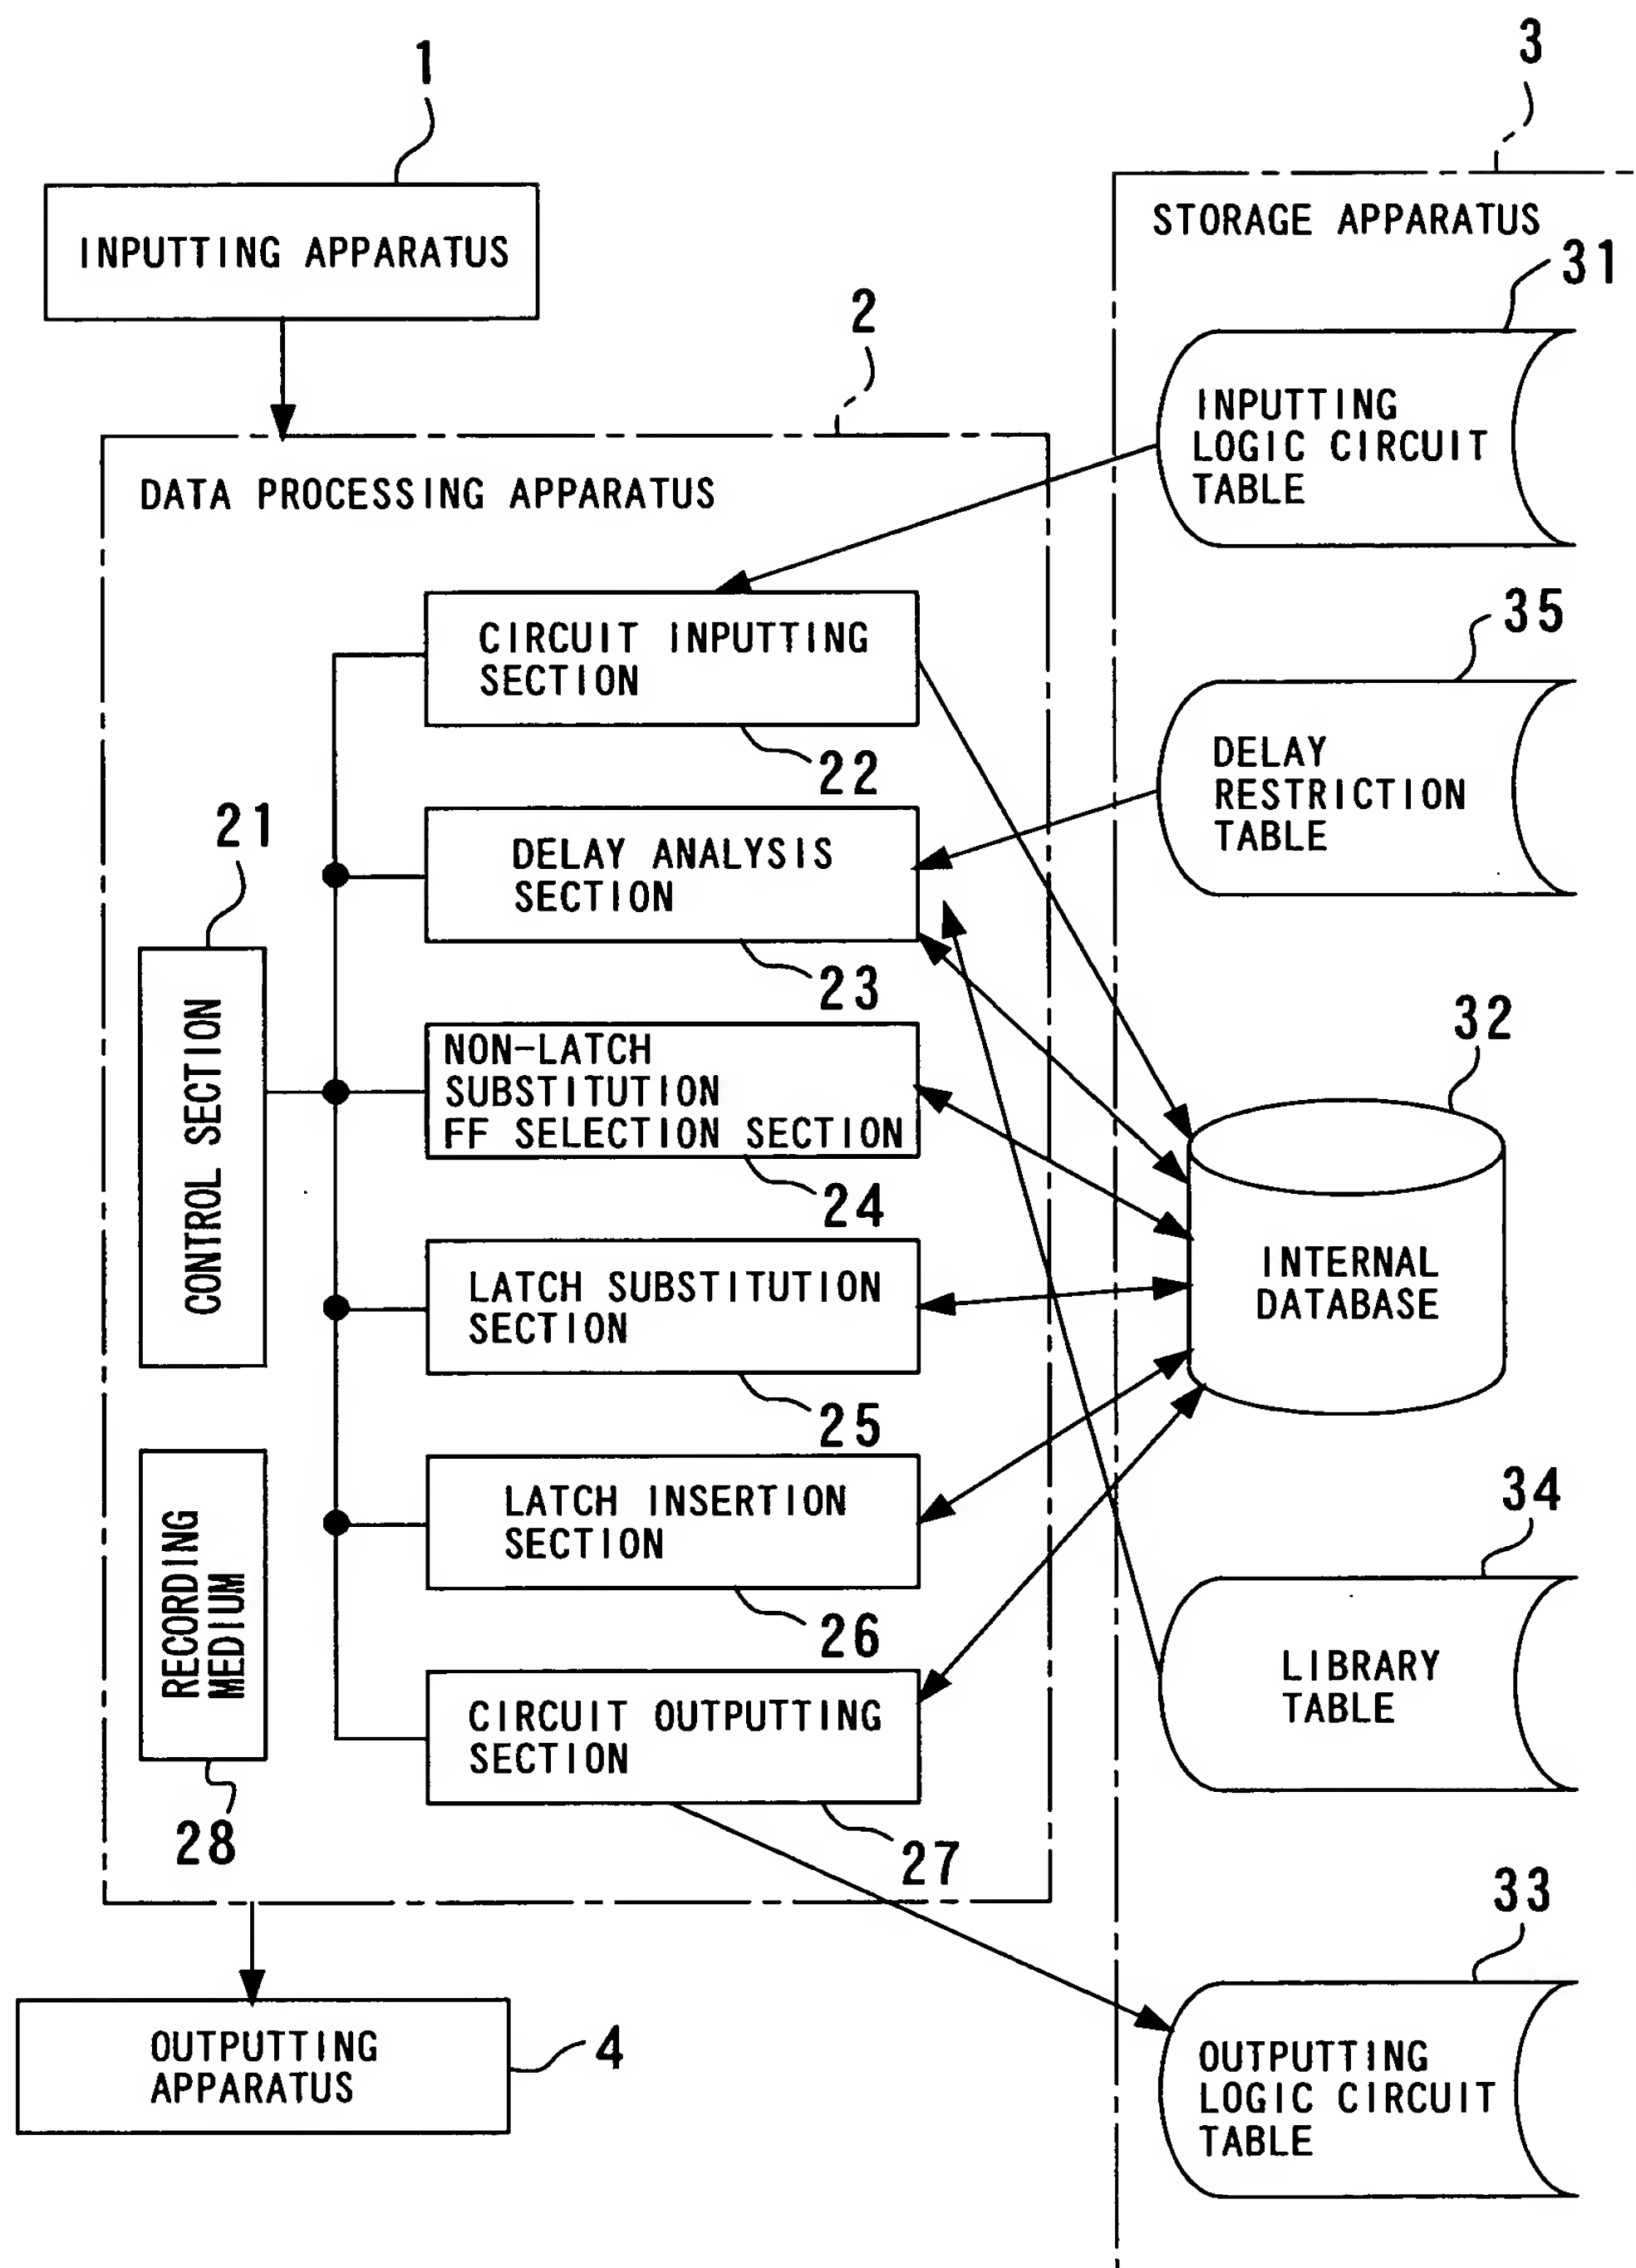 1
INPUTTING APPARATUS
2
DATA PROCESSING APPARATUS
21
CONTROL SECTION
CIRCUIT INPUTTING
SECTION
22
DELAY ANALYSIS
SECTION
23
NON-LATCH
SUBSTITUTION
FF SELECTION SECTION
24
LATCH SUBSTITUTION
SECTION
25
LATCH INSERTION
SECTION
26
CIRCUIT OUTPUTTING
SECTION
27
RECORDING
MEDIUM
28
OUTPUTTING
APPARATUS
4
3
STORAGE APPARATUS
31
INPUTTING
LOGIC CIRCUIT
TABLE
35
DELAY
RESTRICTION
TABLE
32
INTERNAL
DATABASE
34
LIBRARY
TABLE
33
OUTPUTTING
LOGIC CIRCUIT
TABLE